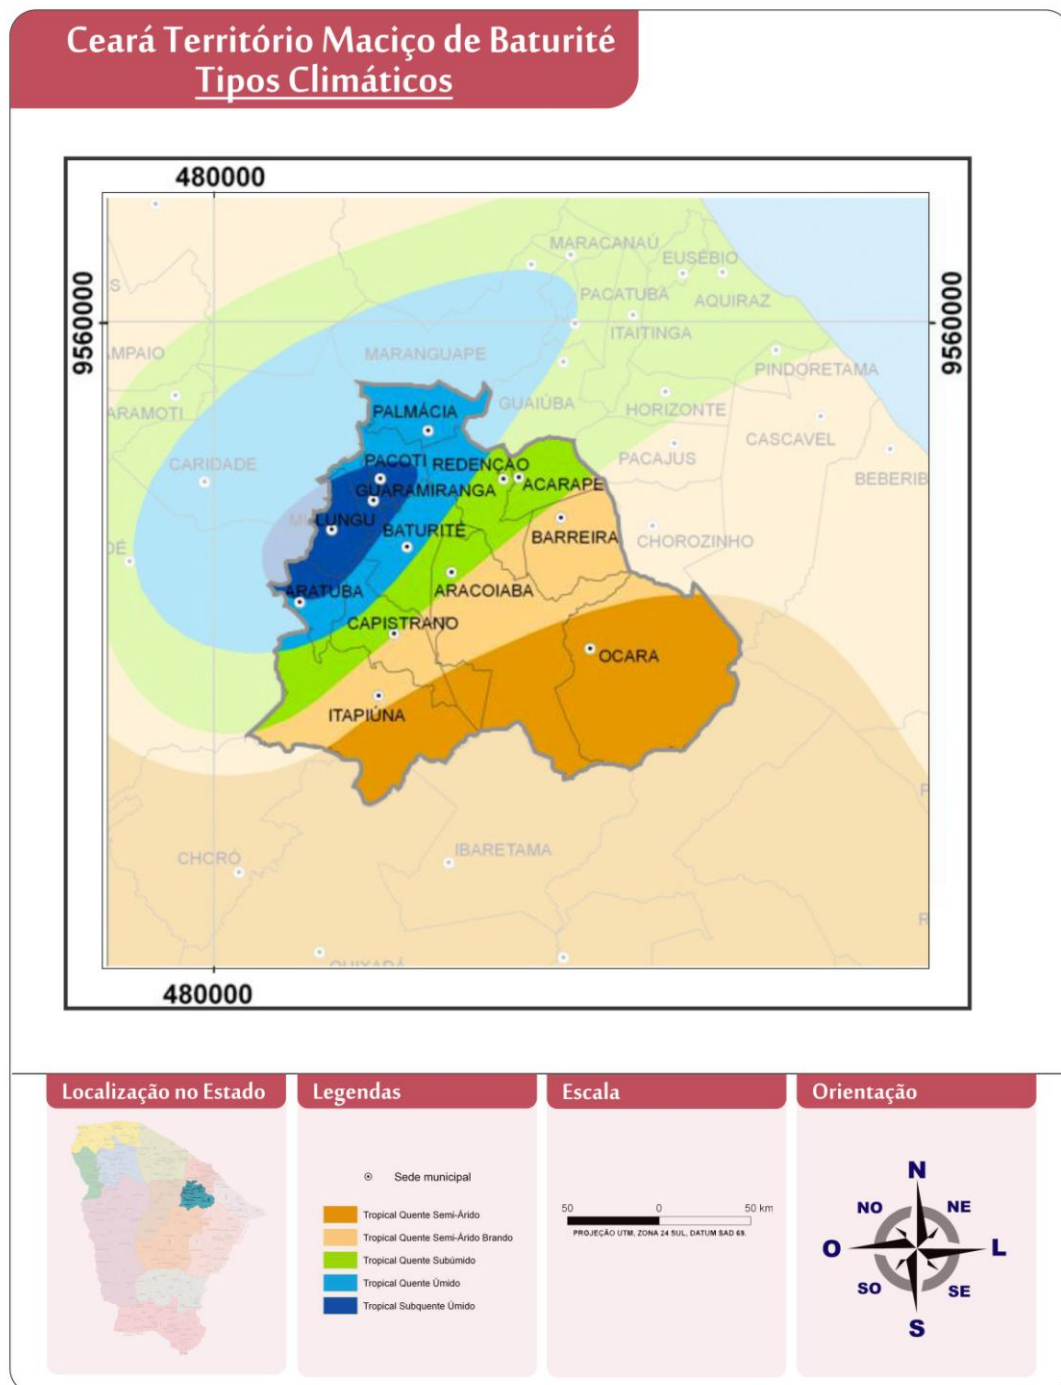 Ceará Território Maciço de Baturité
Tipos Climáticos
480000
9560000
9560000
MARACANAÚ
EUSÉBIO
PACATUBA
AQUIRAZ
ITAITINGA
MARANGUAPE
PINDORETAMA
GUAIÚBA
HORIZONTE
CASCAVEL
CARIDADE
PACAJUS
CHOROZINHO
PALMÁCIA
PACOTI
REDENÇÃO
ACARAPE
GUARAMIRANGA
MULUNGU
BATURITÉ
BARREIRA
ARATUBA
ARACOIABA
CAPISTRANO
OCARA
ITAPIÚNA
CHORÓ
IBARETAMA
480000
Localização no Estado
Legendas
Sede municipal
Tropical Quente Semi-Árido
Tropical Quente Semi-Árido Brando
Tropical Quente Subúmido
Tropical Quente Úmido
Tropical Subquente Úmido
Escala
50 0 50 km
PROJEÇÃO UTM, ZONA 24 SUL, DATUM SAD 69.
Orientação
N
NO NE
O L
SO SE
S